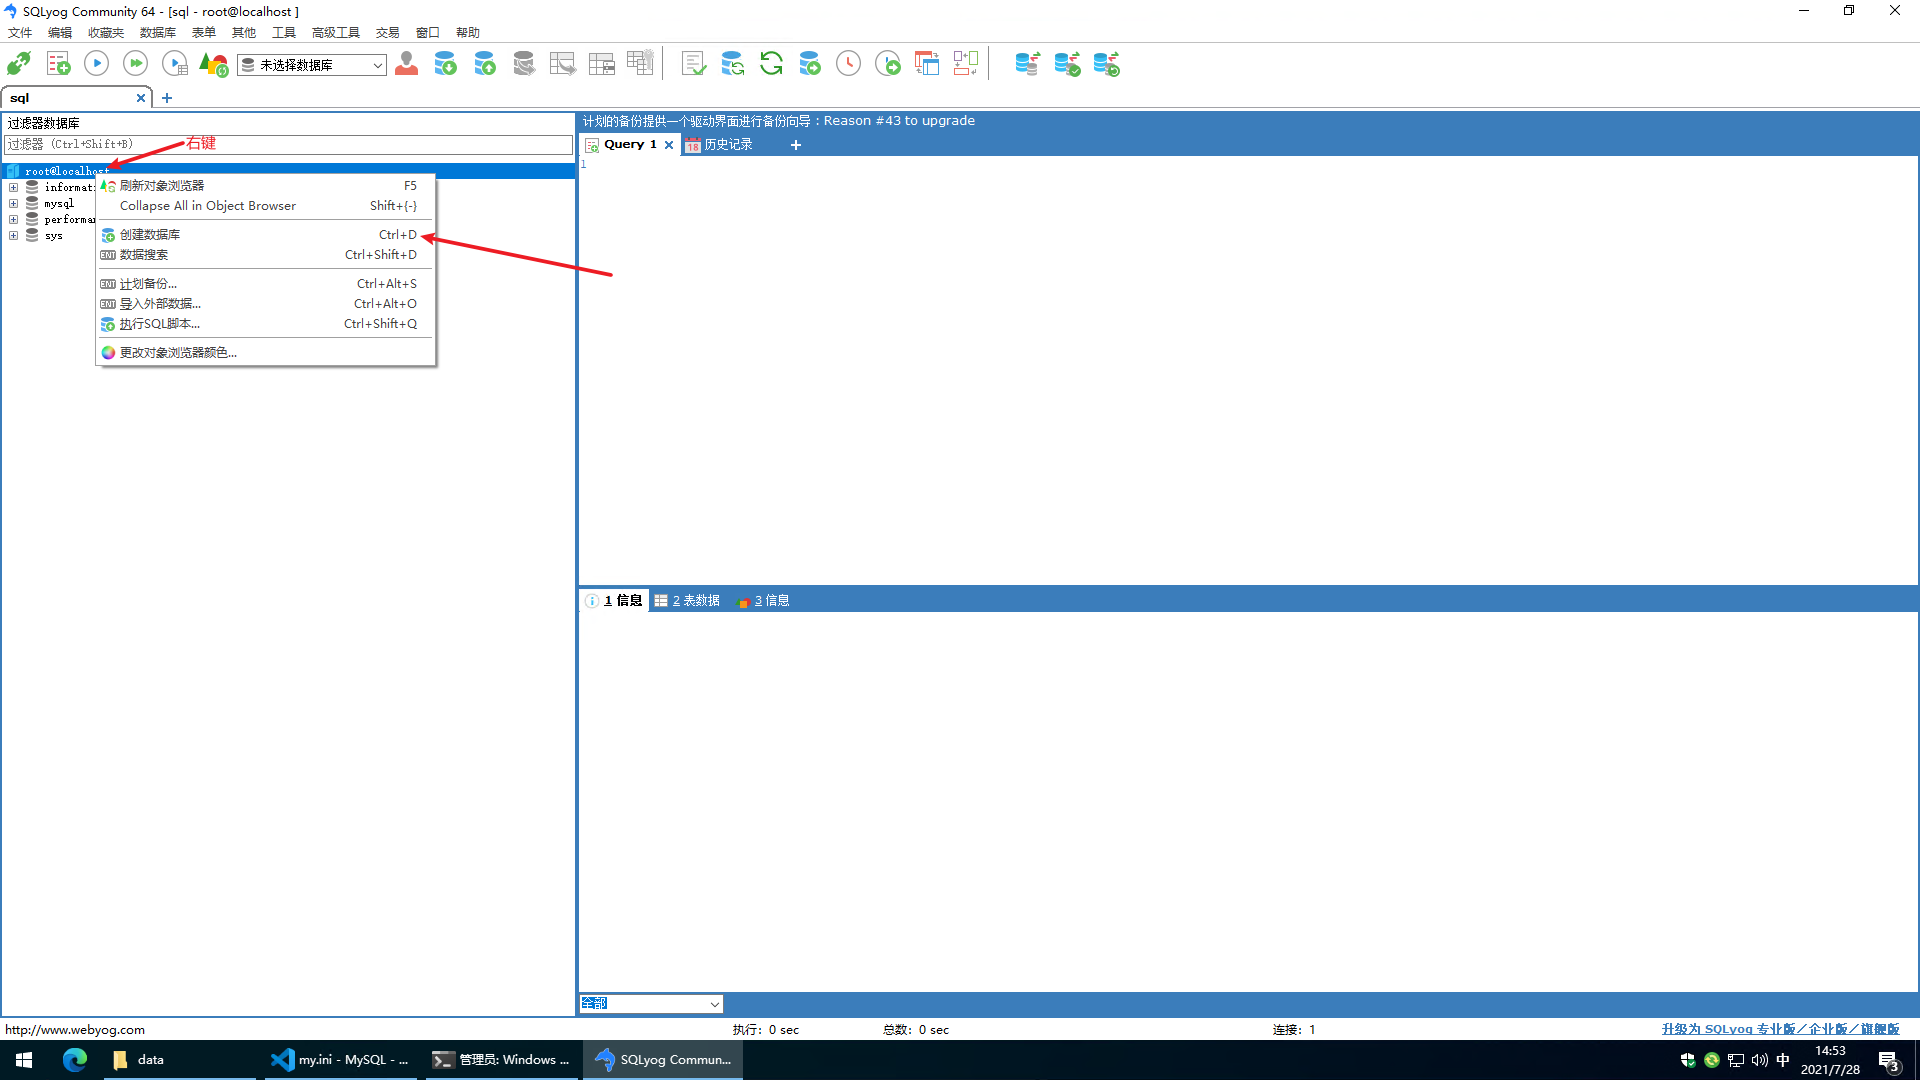 SQLyog Community 64 - [sql - root@localhost ]
文件 编辑 收藏夹 数据库 表单 其他 工具 高级工具 交易 窗口 帮助
未选择数据库
sql
过滤器数据库
过滤器 (Ctrl+Shift+B)
右键
root@localhost
informati
mysql
performan
sys
刷新对象浏览器 F5
Collapse All in Object Browser Shift+{-}
创建数据库 Ctrl+D
ENT 数据搜索 Ctrl+Shift+D
ENT 计划备份... Ctrl+Alt+S
ENT 导入外部数据... Ctrl+Alt+O
执行SQL脚本... Ctrl+Shift+Q
更改对象浏览器颜色...
计划的备份提供一个驱动界面进行备份向导：Reason #43 to upgrade
Query 1 18 历史记录
1
1 信息 2 表数据 3 信息
全部
http://www.webyog.com 执行： 0 sec 总数： 0 sec 连接： 1 升级为 SQLyog 专业版/企业版/旗舰版
data my.ini - MySQL - ... 管理员: Windows ... SQLyog Commun... 中 14:53
2021/7/28 3